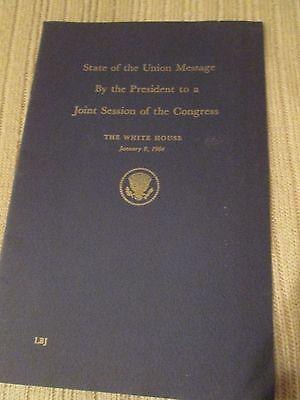 State of the Union Message
By the President to a
Joint Session of the Congress
THE WHITE HOUSE
January 8, 1964
LBJ